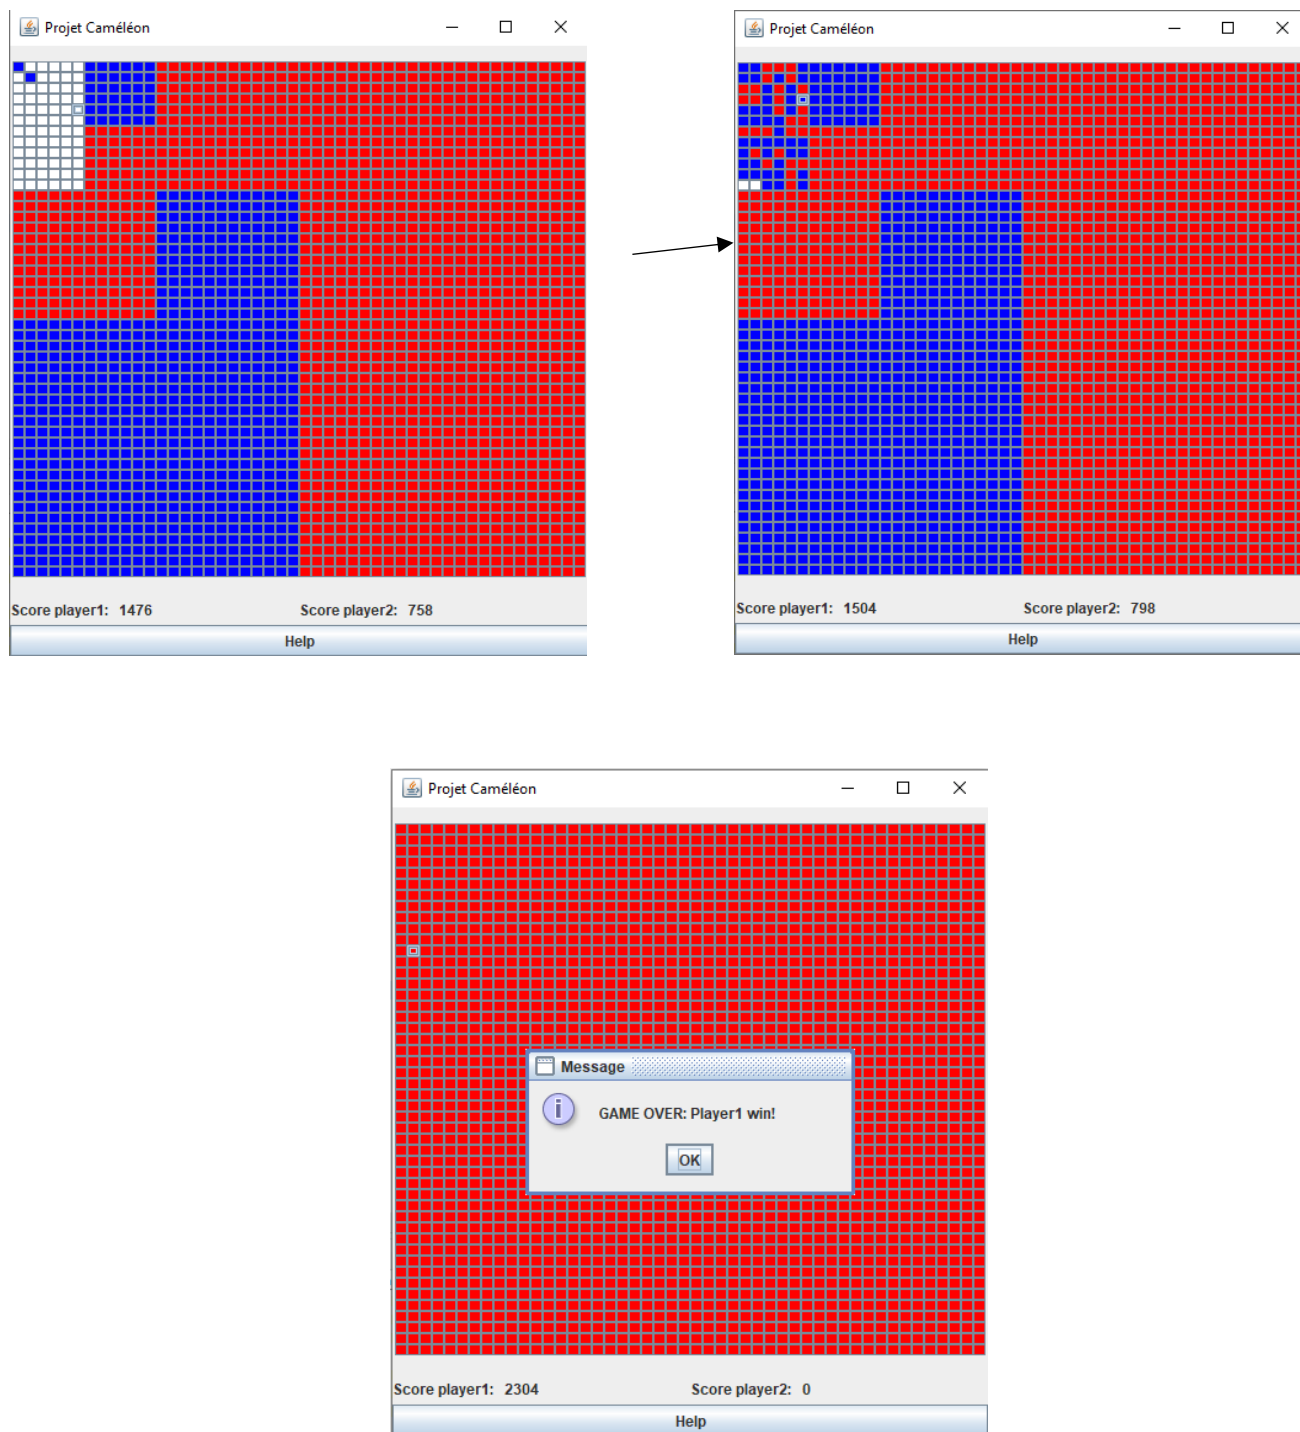 Projet Caméléon
Score player1: 1476 Score player2: 758
Help
Projet Caméléon
Score player1: 1504 Score player2: 798
Help
Projet Caméléon
Message
GAME OVER: Player1 win!
OK
Score player1: 2304 Score player2: 0
Help